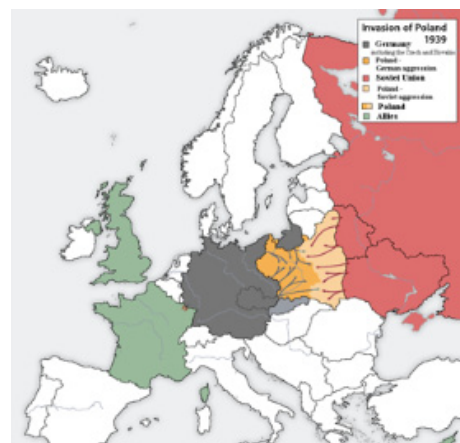 Invasion of Poland
1939
Germany
including the Czech and Slovakia
Poland -
German aggression
Soviet Union
Poland -
Soviet aggression
Poland
Allies